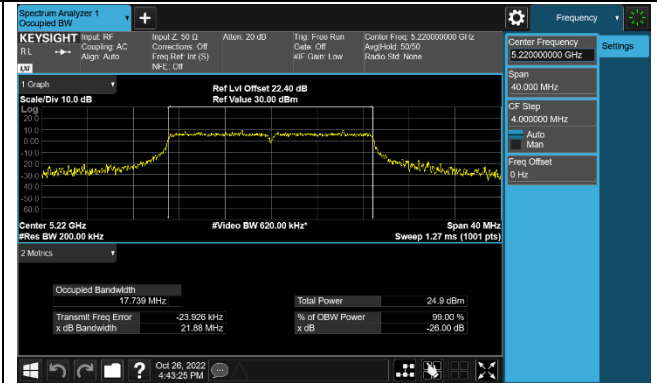 Spectrum Analyzer 1
Occupied BW
+
Frequency
KEYSIGHT
RL
LXI
Input: RF
Coupling: AC
Align: Auto
Input Z: 50 Ω
Corrections: Off
Freq Ref: Int (S)
NFE: Off
Atten: 20 dB
Trig: Free Run
Gate: Off
#IF Gain: Low
Center Freq: 5.220000000 GHz
Avg|Hold: 50/50
Radio Std: None
Center Frequency
5.220000000 GHz
Settings
Span
40.000 MHz
CF Step
4.000000 MHz
Auto
Man
Freq Offset
0 Hz
1 Graph
Scale/Div 10.0 dB
Ref Lvl Offset 22.40 dB
Ref Value 30.00 dBm
Log
20.0
10.0
0.00
-10.0
-20.0
-30.0
-40.0
-50.0
-60.0
Center 5.22 GHz
#Video BW 620.00 kHz*
Span 40 MHz
#Res BW 200.00 kHz
Sweep 1.27 ms (1001 pts)
2 Metrics
Occupied Bandwidth
17.739 MHz
Total Power 24.9 dBm
Transmit Freq Error -23.926 kHz
% of OBW Power 99.00 %
x dB Bandwidth 21.88 MHz
x dB -26.00 dB
?
Oct 26, 2022
4:43:25 PM